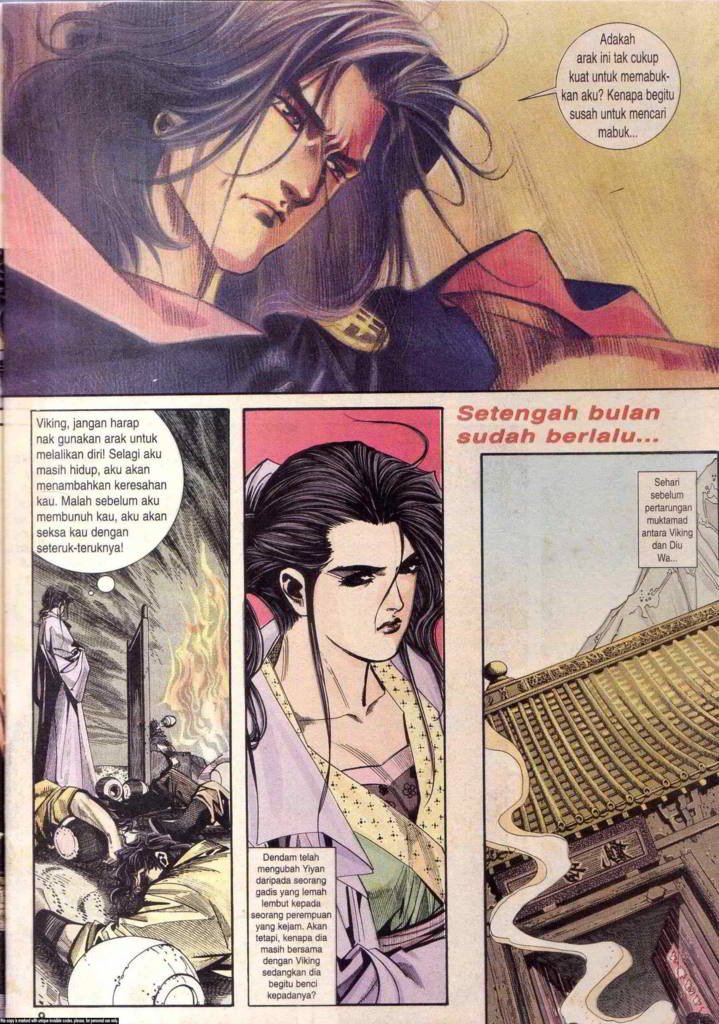 Adakah
arak ini tak cukup
kuat untuk memabuk-
kan aku? Kenapa begitu
susah untuk mencari
mabuk...
Viking, jangan harap
nak gunakan arak untuk
melalikan diri! Selagi aku
masih hidup, aku akan
menambahkan keresahan
kau. Malah sebelum aku
membunuh kau, aku akan
seksa kau dengan
seteruk-teruknya!
Dendam telah
mengubah Yiyan
daripada seorang
gadis yang lemah
lembut kepada
seorang perempuan
yang kejam. Akan
tetapi, kenapa dia
masih bersama
dengan Viking
sedangkan dia
begitu benci
kepadanya?
Setengah bulan
sudah berlalu...
Sehari
sebelum
pertarungan
muktamad
antara Viking
dan Diu
Wa...